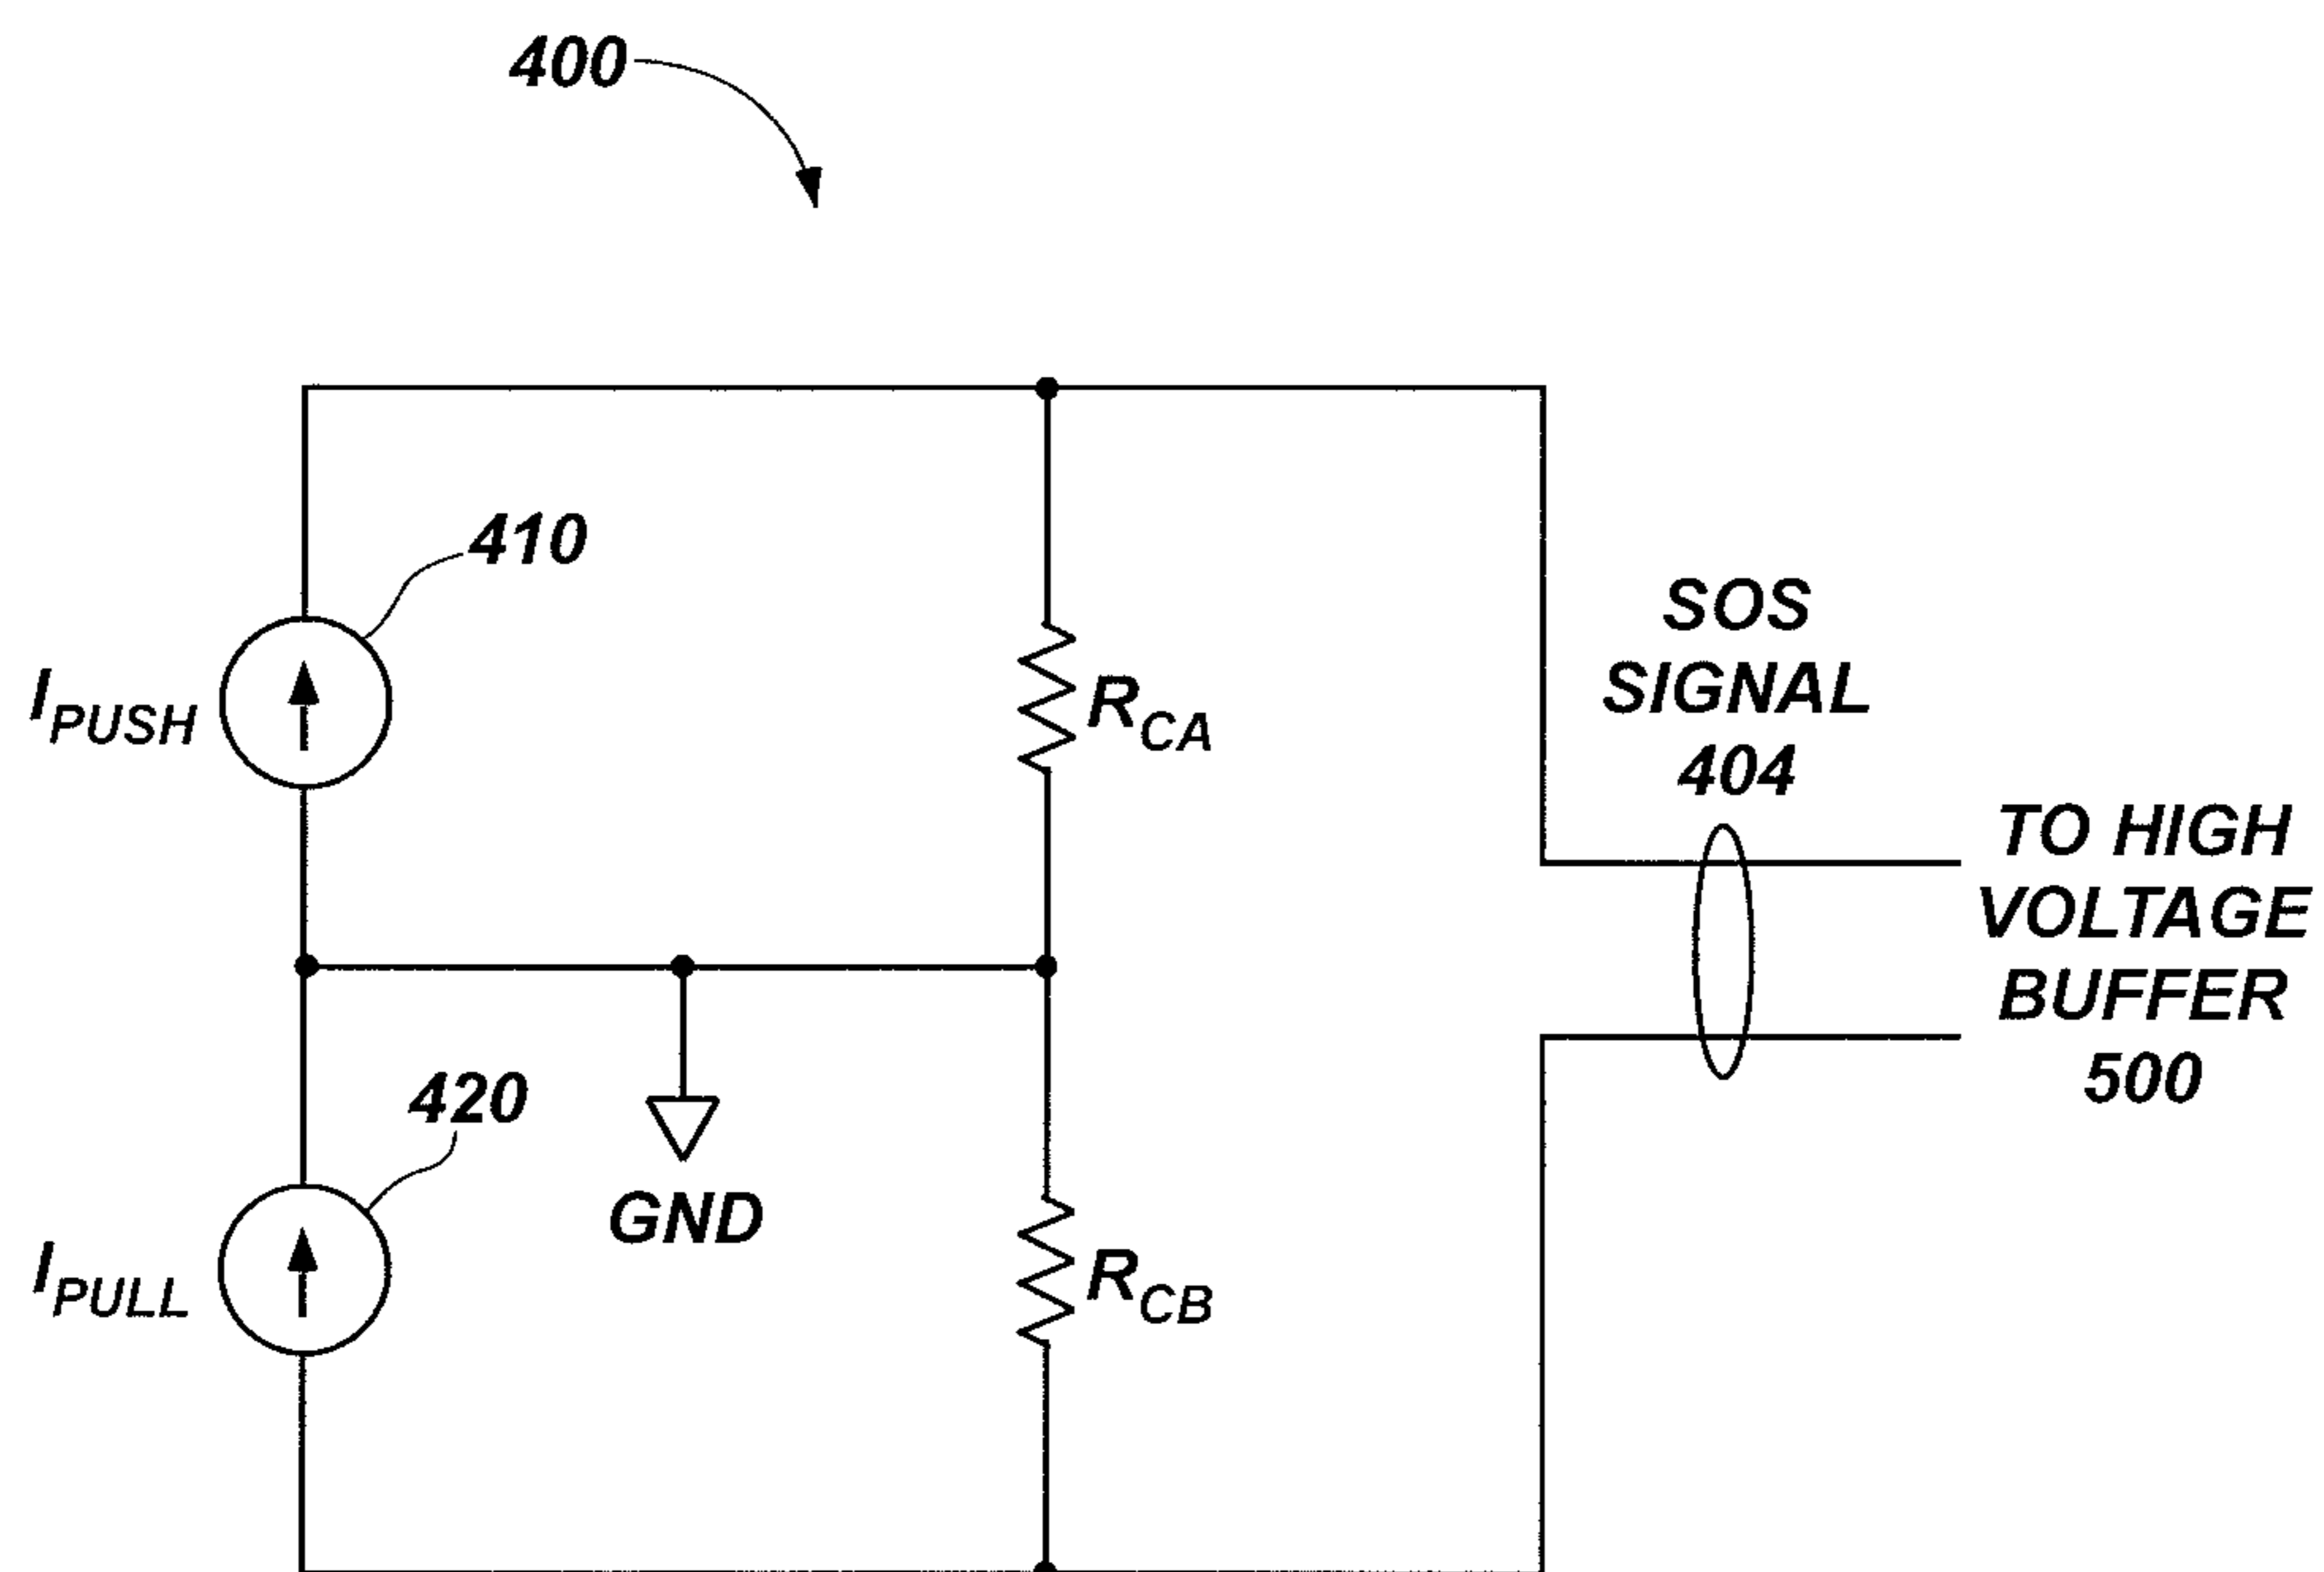 400
410
I_PUSH
R_CA
SOS
SIGNAL
404
TO HIGH
VOLTAGE
BUFFER
500
420
GND
I_PULL
R_CB